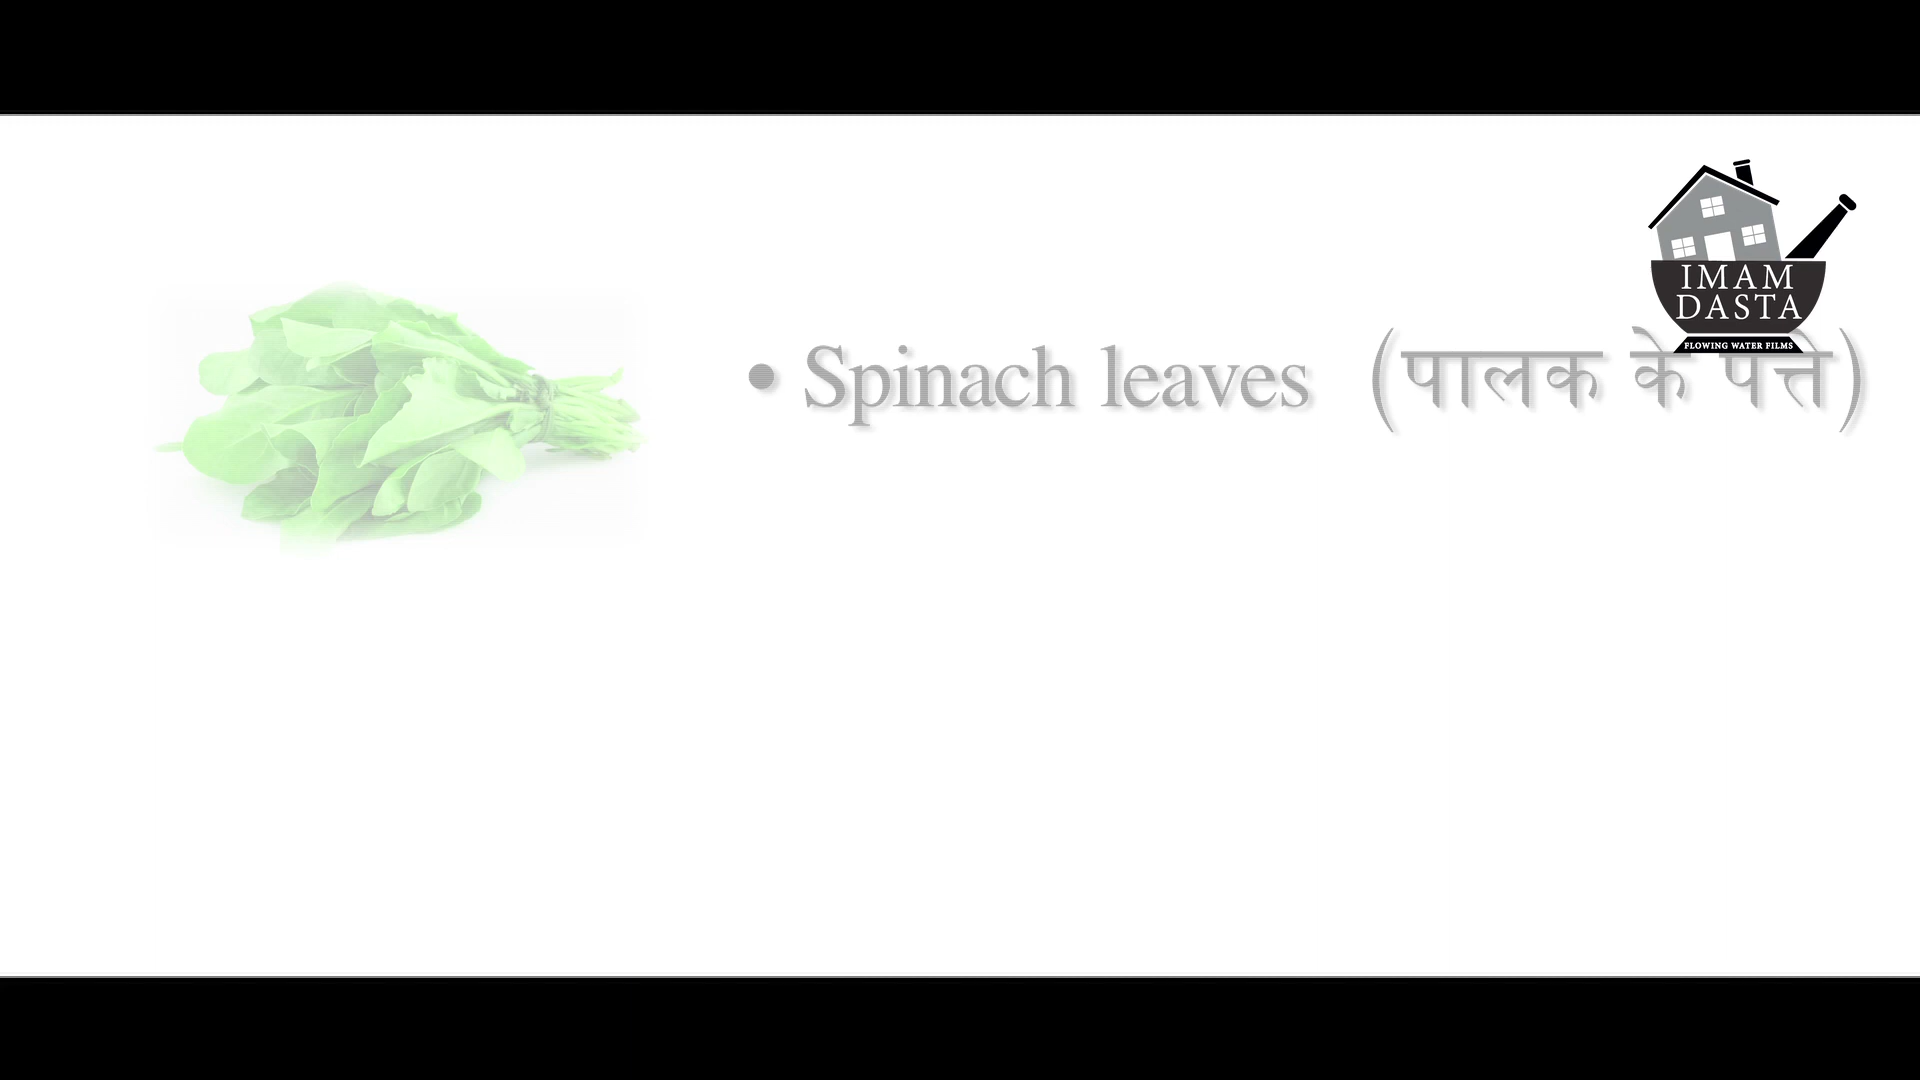 IMAM
DASTA
FLOWING WATER FILMS
• Spinach leaves (पालक के पत्ते)